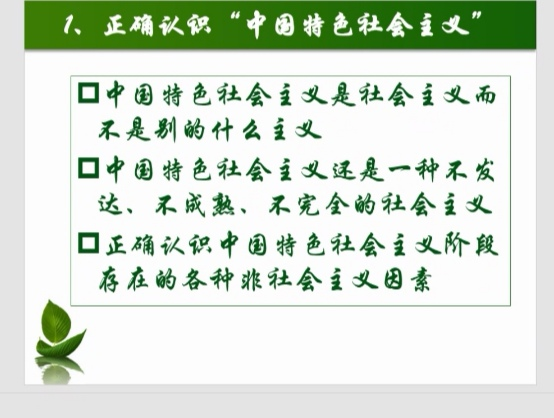 1、正确认识“中国特色社会主义”
中国特色社会主义是社会主义而
不是别的什么主义
中国特色社会主义还是一种不发
达、不成熟、不完全的社会主义
正确认识中国特色社会主义阶段
存在的各种非社会主义因素